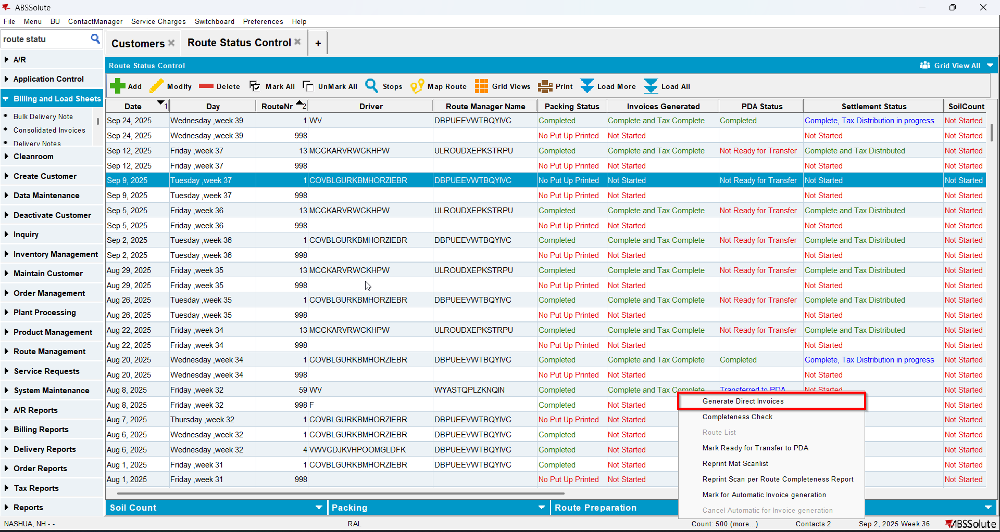 ABSSolute
File Menu BU ContactManager Service Charges Switchboard Preferences Help
route statu
Customers Route Status Control +
Route Status Control Grid View All
Add Modify Delete Mark All UnMark All Stops Map Route Grid Views Print Load More Load All
A/R
Application Control
Billing and Load Sheets
Bulk Delivery Note
Consolidated Invoices
Delivery Notes
Cleanroom
Create Customer
Data Maintenance
Deactivate Customer
Inquiry
Inventory Management
Maintain Customer
Order Management
Plant Processing
Product Management
Route Management
Service Requests
System Maintenance
A/R Reports
Billing Reports
Delivery Reports
Order Reports
Tax Reports
Reports
Date 1 Day RouteNr 2 Driver Route Manager Name Packing Status Invoices Generated PDA Status Settlement Status SoilCount
Sep 24, 2025 Wednesday ,week 39 1 WV DBPUEEVWTBQYIVC Completed Complete and Tax Complete Completed Complete, Tax Distribution in progress Not Started
Sep 24, 2025 Wednesday ,week 39 998 No Put Up Printed Not Started Not Started Not Started
Sep 12, 2025 Friday ,week 37 13 MCCKARVRWCKHPW ULROUDXEPKSTRPU Completed Complete and Tax Complete Not Ready for Transfer Complete and Tax Distributed Not Started
Sep 12, 2025 Friday ,week 37 998 No Put Up Printed Not Started Not Started Not Started
Sep 9, 2025 Tuesday ,week 37 1 COVBLGURKBMHORZIEBR DBPUEEVWTBQYIVC No Put Up Printed Not Started Not Ready for Transfer Not Started Not Started
Sep 9, 2025 Tuesday ,week 37 998 No Put Up Printed Not Started Not Started Not Started
Sep 5, 2025 Friday ,week 36 13 MCCKARVRWCKHPW ULROUDXEPKSTRPU Completed Complete and Tax Complete Not Ready for Transfer Complete and Tax Distributed Not Started
Sep 5, 2025 Friday ,week 36 998 No Put Up Printed Not Started Not Started Not Started
Sep 2, 2025 Tuesday ,week 36 1 COVBLGURKBMHORZIEBR DBPUEEVWTBQYIVC Completed Complete and Tax Complete Not Ready for Transfer Complete and Tax Distributed Not Started
Sep 2, 2025 Tuesday ,week 36 998 No Put Up Printed Not Started Not Started Not Started
Aug 29, 2025 Friday ,week 35 13 MCCKARVRWCKHPW ULROUDXEPKSTRPU Completed Complete and Tax Complete Not Ready for Transfer Complete and Tax Distributed Not Started
Aug 29, 2025 Friday ,week 35 998 No Put Up Printed Not Started Not Started Not Started
Aug 26, 2025 Tuesday ,week 35 1 COVBLGURKBMHORZIEBR DBPUEEVWTBQYIVC Completed Complete and Tax Complete Not Ready for Transfer Complete and Tax Distributed Not Started
Aug 26, 2025 Tuesday ,week 35 998 No Put Up Printed Not Started Not Started Not Started
Aug 22, 2025 Friday ,week 34 13 MCCKARVRWCKHPW ULROUDXEPKSTRPU Completed Complete and Tax Complete Not Ready for Transfer Complete and Tax Distributed Not Started
Aug 22, 2025 Friday ,week 34 998 No Put Up Printed Not Started Not Started Not Started
Aug 20, 2025 Wednesday ,week 34 1 COVBLGURKBMHORZIEBR DBPUEEVWTBQYIVC Completed Complete and Tax Complete Completed Complete, Tax Distribution in progress Not Started
Aug 20, 2025 Wednesday ,week 34 998 No Put Up Printed Not Started Not Started Not Started
Aug 8, 2025 Friday ,week 32 59 WV WYASTQPLZKNQIN Completed Complete and Tax Complete Transferred to PDA Not Started Not Started
Aug 8, 2025 Friday ,week 32 998 F Completed Not Started Not Started
Aug 7, 2025 Thursday ,week 32 1 COVBLGURKBMHORZIEBR DBPUEEVWTBQYIVC No Put Up Printed Not Started Not Started
Aug 6, 2025 Wednesday ,week 32 1 COVBLGURKBMHORZIEBR DBPUEEVWTBQYIVC Completed Not Started Not Started
Aug 6, 2025 Wednesday ,week 32 4 VWVCDJKVHPOOMGLDFK DBPUEEVWTBQYIVC Completed Not Started Not Started
Aug 1, 2025 Friday ,week 31 1 COVBLGURKBMHORZIEBR DBPUEEVWTBQYIVC Completed Not Started Not Started
Aug 1, 2025 Friday ,week 31 998 No Put Up Printed Not Started Not Started
Generate Direct Invoices
Completeness Check
Route List
Mark Ready for Transfer to PDA
Reprint Mat Scanlist
Reprint Scan per Route Completeness Report
Mark for Automatic Invoice generation
Cancel Automatic for Invoice generation
Soil Count Packing Route Preparation
NASHUA, NH - - RAL Count: 500 (more...) Contacts 2 Sep 2, 2025 Week 36 ABSSolute